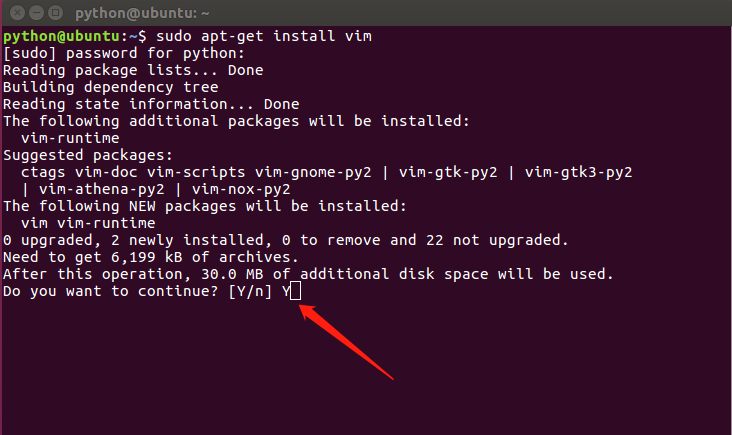 python@ubuntu: ~
python@ubuntu:~$ sudo apt-get install vim
[sudo] password for python:
Reading package lists... Done
Building dependency tree
Reading state information... Done
The following additional packages will be installed:
  vim-runtime
Suggested packages:
  ctags vim-doc vim-scripts vim-gnome-py2 | vim-gtk-py2 | vim-gtk3-py2
  | vim-athena-py2 | vim-nox-py2
The following NEW packages will be installed:
  vim vim-runtime
0 upgraded, 2 newly installed, 0 to remove and 22 not upgraded.
Need to get 6,199 kB of archives.
After this operation, 30.0 MB of additional disk space will be used.
Do you want to continue? [Y/n] Y